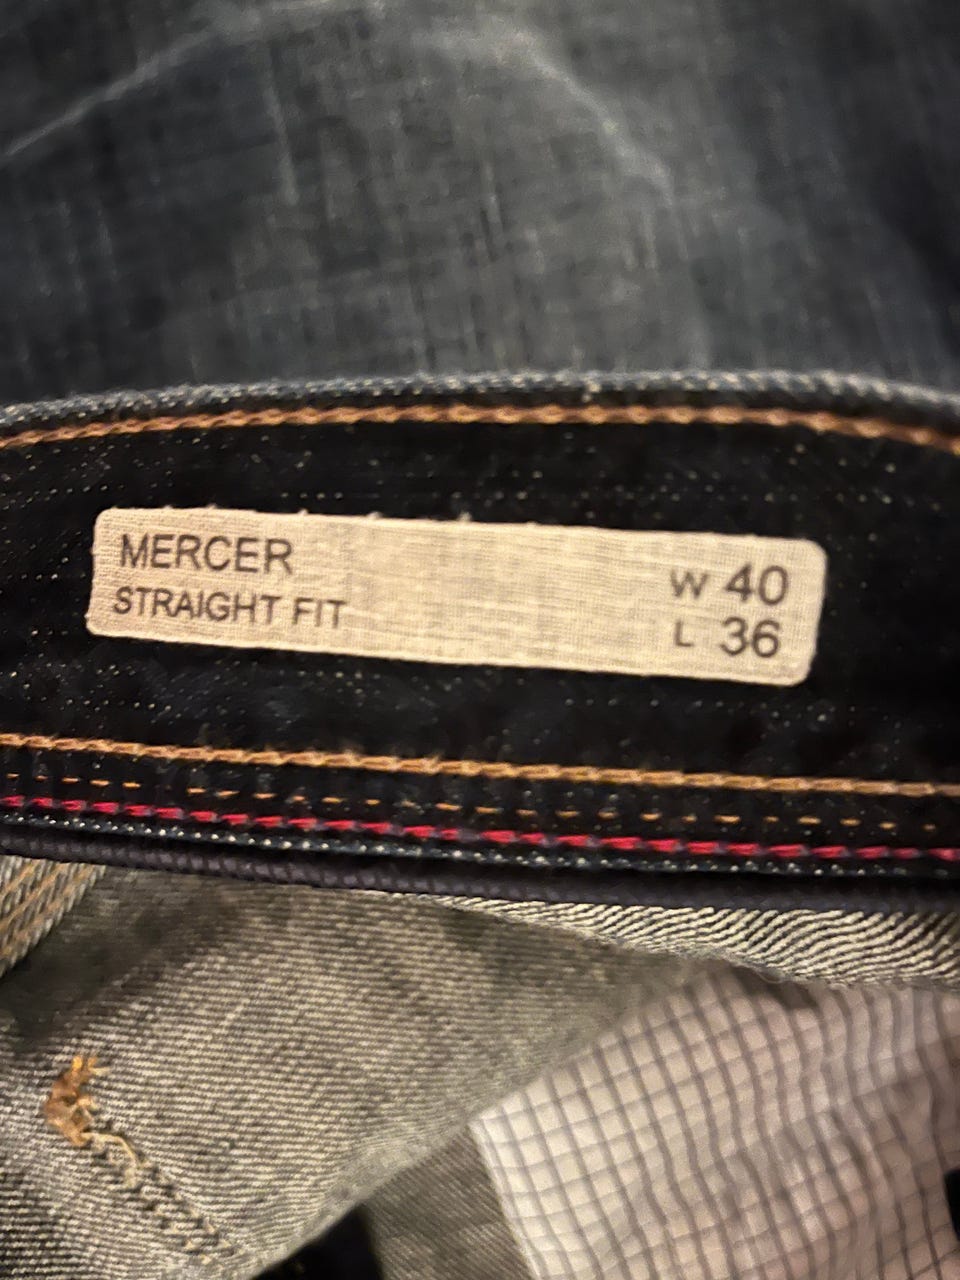 MERCER
STRAIGHT FIT
W 40
L 36